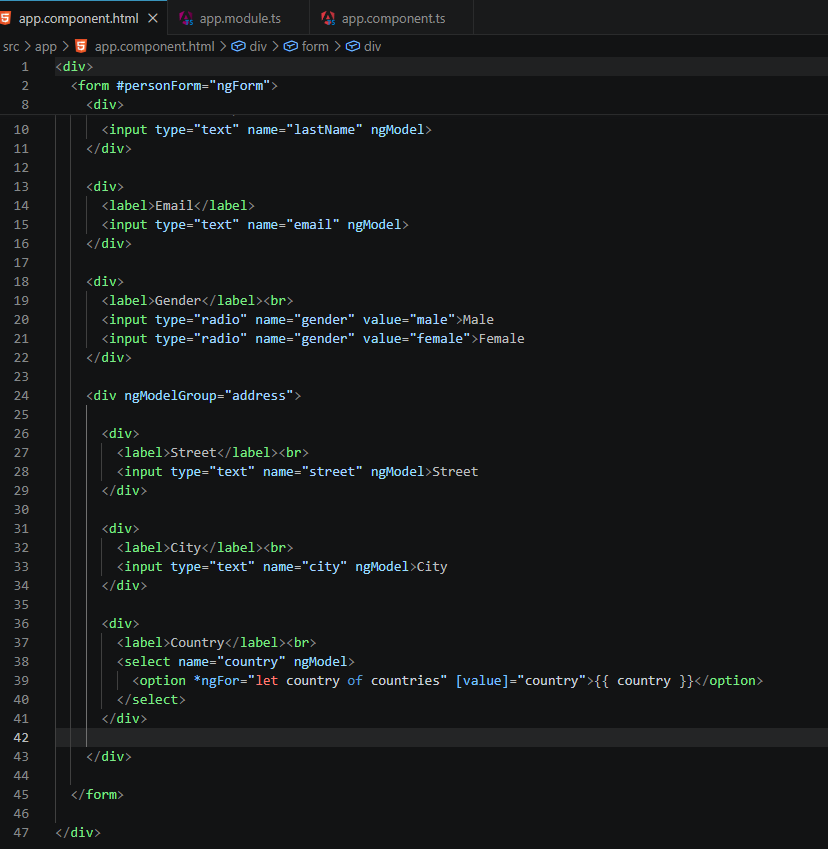 app.component.html app.module.ts app.component.ts
src > app > app.component.html > div > form > div
1 <div>
2 <form #personForm="ngForm">
8 <div>
10 <input type="text" name="lastName" ngModel>
11 </div>
12
13 <div>
14 <label>Email</label>
15 <input type="text" name="email" ngModel>
16 </div>
17
18 <div>
19 <label>Gender</label><br>
20 <input type="radio" name="gender" value="male">Male
21 <input type="radio" name="gender" value="female">Female
22 </div>
23
24 <div ngModelGroup="address">
25
26 <div>
27 <label>Street</label><br>
28 <input type="text" name="street" ngModel>Street
29 </div>
30
31 <div>
32 <label>City</label><br>
33 <input type="text" name="city" ngModel>City
34 </div>
35
36 <div>
37 <label>Country</label><br>
38 <select name="country" ngModel>
39 <option *ngFor="let country of countries" [value]="country">{{ country }}</option>
40 </select>
41 </div>
42
43 </div>
44
45 </form>
46
47 </div>